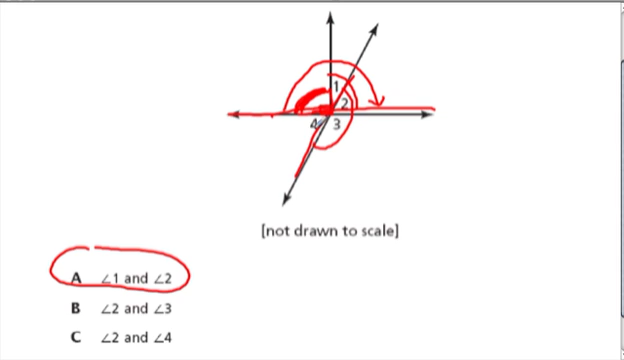 1
2
4 3
[not drawn to scale]
A ∠1 and ∠2
B ∠2 and ∠3
C ∠2 and ∠4